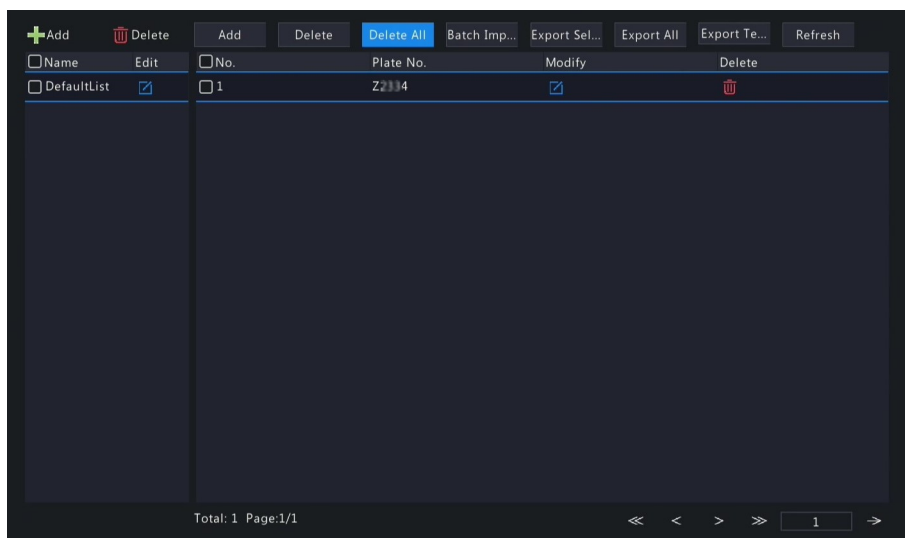 Add Delete Add Delete Delete All Batch Imp... Export Sel... Export All Export Te... Refresh
Name Edit No. Plate No. Modify Delete
DefaultList 1
Total: 1 Page:1/1 1